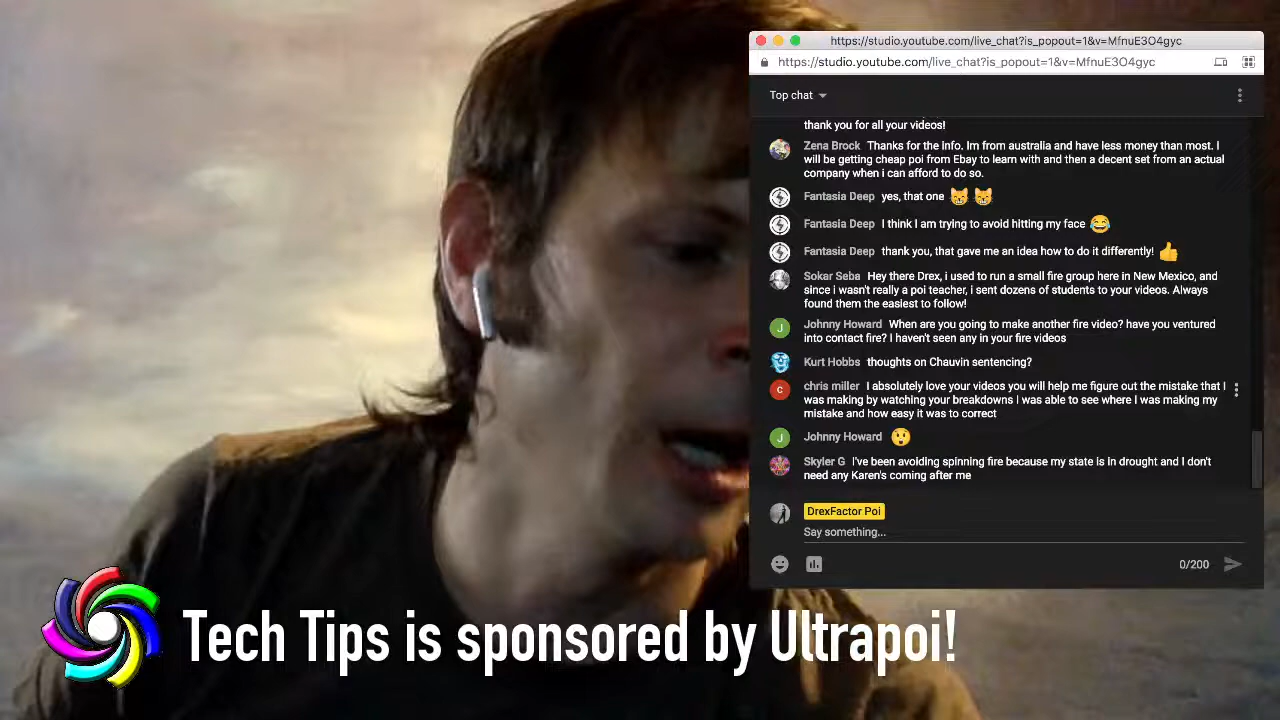 https://studio.youtube.com/live_chat?is_popout=1&v=MfnuE3O4gyc
https://studio.youtube.com/live_chat?is_popout=1&v=MfnuE3O4gyc
Top chat
thank you for all your videos!
Zena Brock Thanks for the info. Im from australia and have less money than most. I
will be getting cheap poi from Ebay to learn with and then a decent set from an actual
company when i can afford to do so.
Fantasia Deep yes, that one 😸 😸
Fantasia Deep I think I am trying to avoid hitting my face 😂
Fantasia Deep thank you, that gave me an idea how to do it differently! 👍
Sokar Seba Hey there Drex, i used to run a small fire group here in New Mexico, and
since i wasn't really a poi teacher, i sent dozens of students to your videos. Always
found them the easiest to follow!
J Johnny Howard When are you going to make another fire video? have you ventured
into contact fire? I haven't seen any in your fire videos
Kurt Hobbs thoughts on Chauvin sentencing?
c chris miller I absolutely love your videos you will help me figure out the mistake that I
was making by watching your breakdowns I was able to see where I was making my
mistake and how easy it was to correct
J Johnny Howard 😲
Skyler G I've been avoiding spinning fire because my state is in drought and I don't
need any Karen's coming after me
DrexFactor Poi
Say something...
0/200
Tech Tips is sponsored by Ultrapoi!